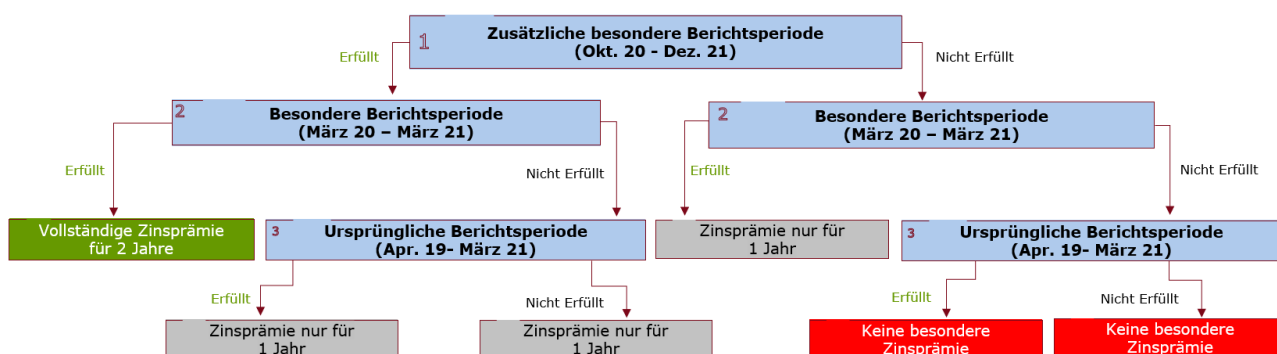 1
Zusätzliche besondere Berichtsperiode
(Okt. 20 - Dez. 21)
Erfüllt
Nicht Erfüllt
2
Besondere Berichtsperiode
(März 20 – März 21)
2
Besondere Berichtsperiode
(März 20 – März 21)
Erfüllt
Nicht Erfüllt
Erfüllt
Nicht Erfüllt
Vollständige Zinsprämie
für 2 Jahre
3
Ursprüngliche Berichtsperiode
(Apr. 19- März 21)
Zinsprämie nur für
1 Jahr
3
Ursprüngliche Berichtsperiode
(Apr. 19- März 21)
Erfüllt
Nicht Erfüllt
Erfüllt
Nicht Erfüllt
Zinsprämie nur für
1 Jahr
Zinsprämie nur für
1 Jahr
Keine besondere
Zinsprämie
Keine besondere
Zinsprämie